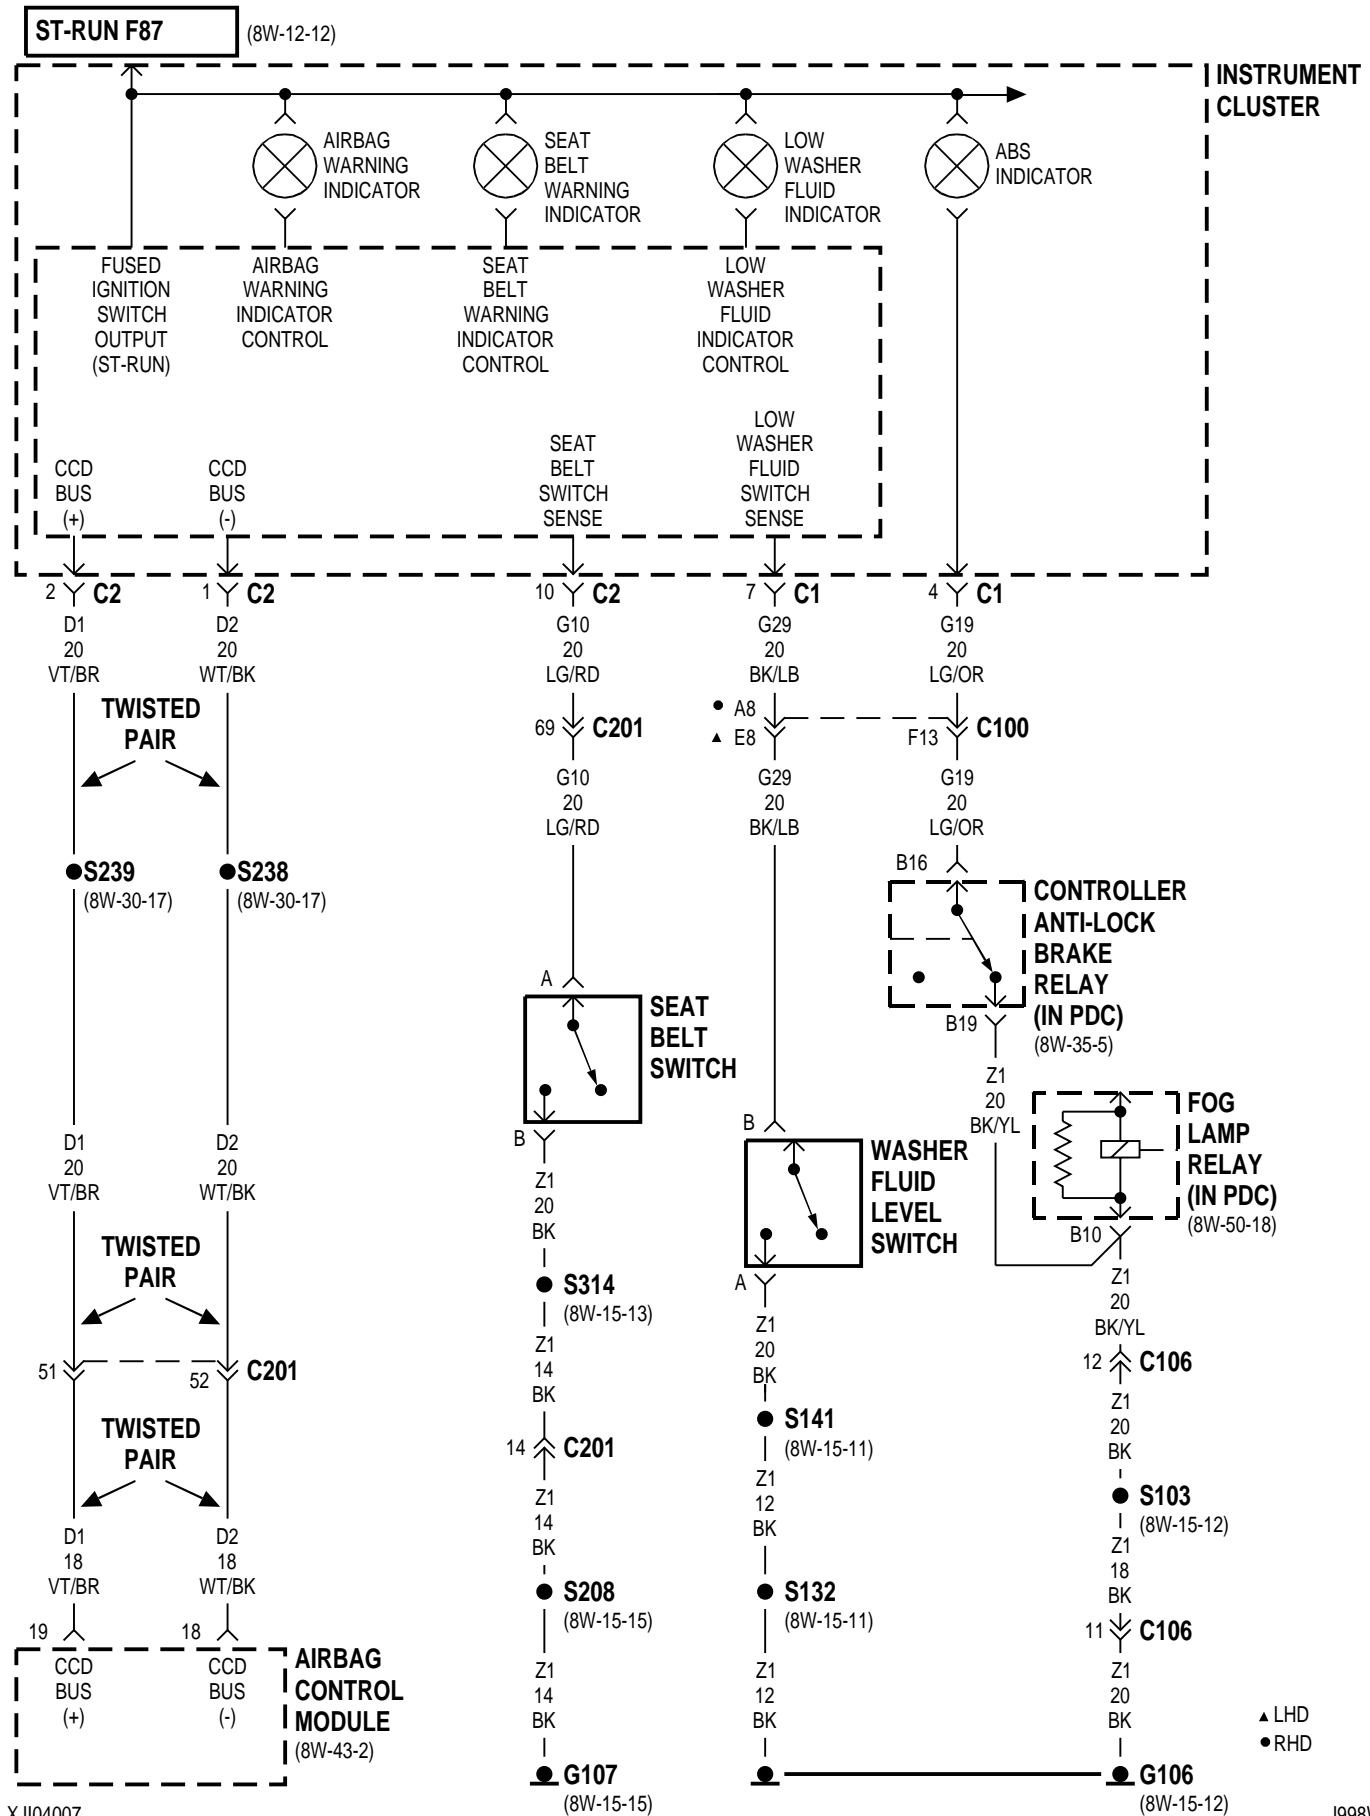 ST-RUN F87
(8W-12-12)
INSTRUMENT
CLUSTER
AIRBAG
WARNING
INDICATOR
SEAT
BELT
WARNING
INDICATOR
LOW
WASHER
FLUID
INDICATOR
ABS
INDICATOR
FUSED
IGNITION
SWITCH
OUTPUT
(ST-RUN)
AIRBAG
WARNING
INDICATOR
CONTROL
SEAT
BELT
WARNING
INDICATOR
CONTROL
LOW
WASHER
FLUID
INDICATOR
CONTROL
CCD
BUS
(+)
CCD
BUS
(-)
SEAT
BELT
SWITCH
SENSE
LOW
WASHER
FLUID
SWITCH
SENSE
2 C2
1 C2
10 C2
7 C1
4 C1
D1
20
VT/BR
D2
20
WT/BK
G10
20
LG/RD
G29
20
BK/LB
G19
20
LG/OR
TWISTED
PAIR
69 C201
● A8
▲ E8
F13 C100
G10
20
LG/RD
G29
20
BK/LB
G19
20
LG/OR
S239
(8W-30-17)
S238
(8W-30-17)
B16
CONTROLLER
ANTI-LOCK
BRAKE
RELAY
(IN PDC)
(8W-35-5)
B19
A
SEAT
BELT
SWITCH
B
Z1
20
BK/YL
FOG
LAMP
RELAY
(IN PDC)
(8W-50-18)
B10
D1
20
VT/BR
D2
20
WT/BK
B
WASHER
FLUID
LEVEL
SWITCH
A
Z1
20
BK
TWISTED
PAIR
S314
(8W-15-13)
Z1
20
BK
Z1
20
BK/YL
51
52 C201
Z1
14
BK
12 C106
S141
(8W-15-11)
Z1
20
BK
TWISTED
PAIR
14 C201
Z1
14
BK
Z1
12
BK
S103
(8W-15-12)
D1
18
VT/BR
D2
18
WT/BK
Z1
18
BK
S208
(8W-15-15)
S132
(8W-15-11)
11 C106
19
18
CCD
BUS
(+)
CCD
BUS
(-)
AIRBAG
CONTROL
MODULE
(8W-43-2)
Z1
14
BK
Z1
12
BK
Z1
20
BK
▲ LHD
● RHD
G107
(8W-15-15)
G106
(8W-15-12)